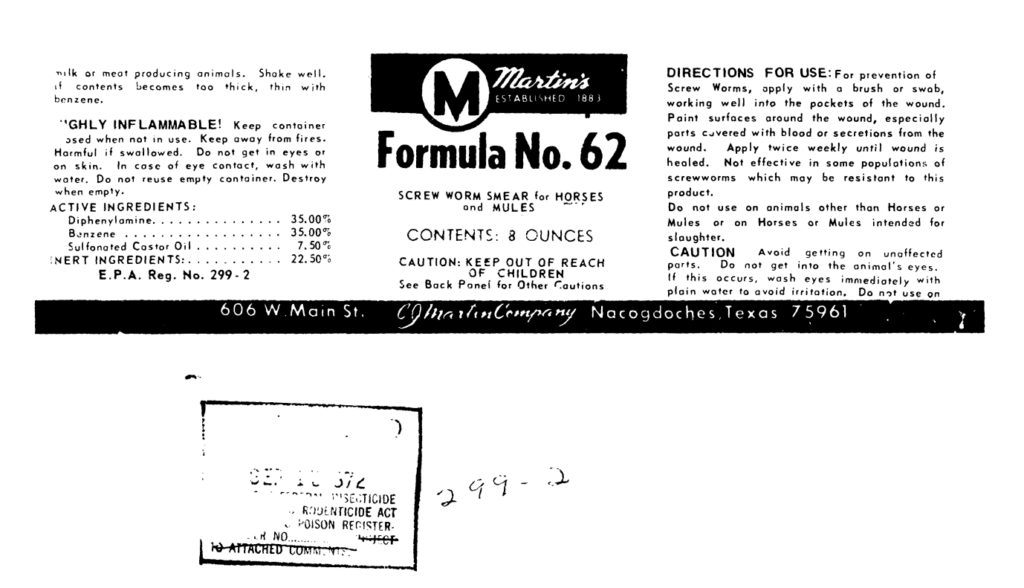 milk or meat producing animals. Shake well.
if contents becomes too thick, thin with
benzene.
GHLY INFLAMMABLE! Keep container
osed when not in use. Keep away from fires.
Harmful if swallowed. Do not get in eyes or
on skin. In case of eye contact, wash with
water. Do not reuse empty container. Destroy
when empty.
ACTIVE INGREDIENTS:
Diphenylamine. . . . . . . . . . . . . . . 35.00%
Benzene . . . . . . . . . . . . . . . . . . 35.00%
Sulfonated Castor Oil . . . . . . . . . . 7.50%
INERT INGREDIENTS: . . . . . . . . . . . 22.50%
E.P.A. Reg. No. 299-2
M Martin's
ESTABLISHED 1883
Formula No. 62
SCREW WORM SMEAR for HORSES
and MULES
CONTENTS: 8 OUNCES
CAUTION: KEEP OUT OF REACH
OF CHILDREN
See Back Panel for Other Cautions
DIRECTIONS FOR USE: For prevention of
Screw Worms, apply with a brush or swab,
working well into the pockets of the wound.
Paint surfaces around the wound, especially
parts covered with blood or secretions from the
wound. Apply twice weekly until wound is
healed. Not effective in some populations of
screwworms which may be resistant to this
product.
Do not use on animals other than Horses or
Mules or on Horses or Mules intended for
slaughter.
CAUTION Avoid getting on unaffected
parts. Do not get into the animal's eyes.
If this occurs, wash eyes immediately with
plain water to avoid irritation. Do not use on
606 W. Main St. C J Martin Company Nacogdoches, Texas 75961
INSECTICIDE
RODENTICIDE ACT
POISON REGISTER-
NO.
TO ATTACHED COMMENTS.
299-2